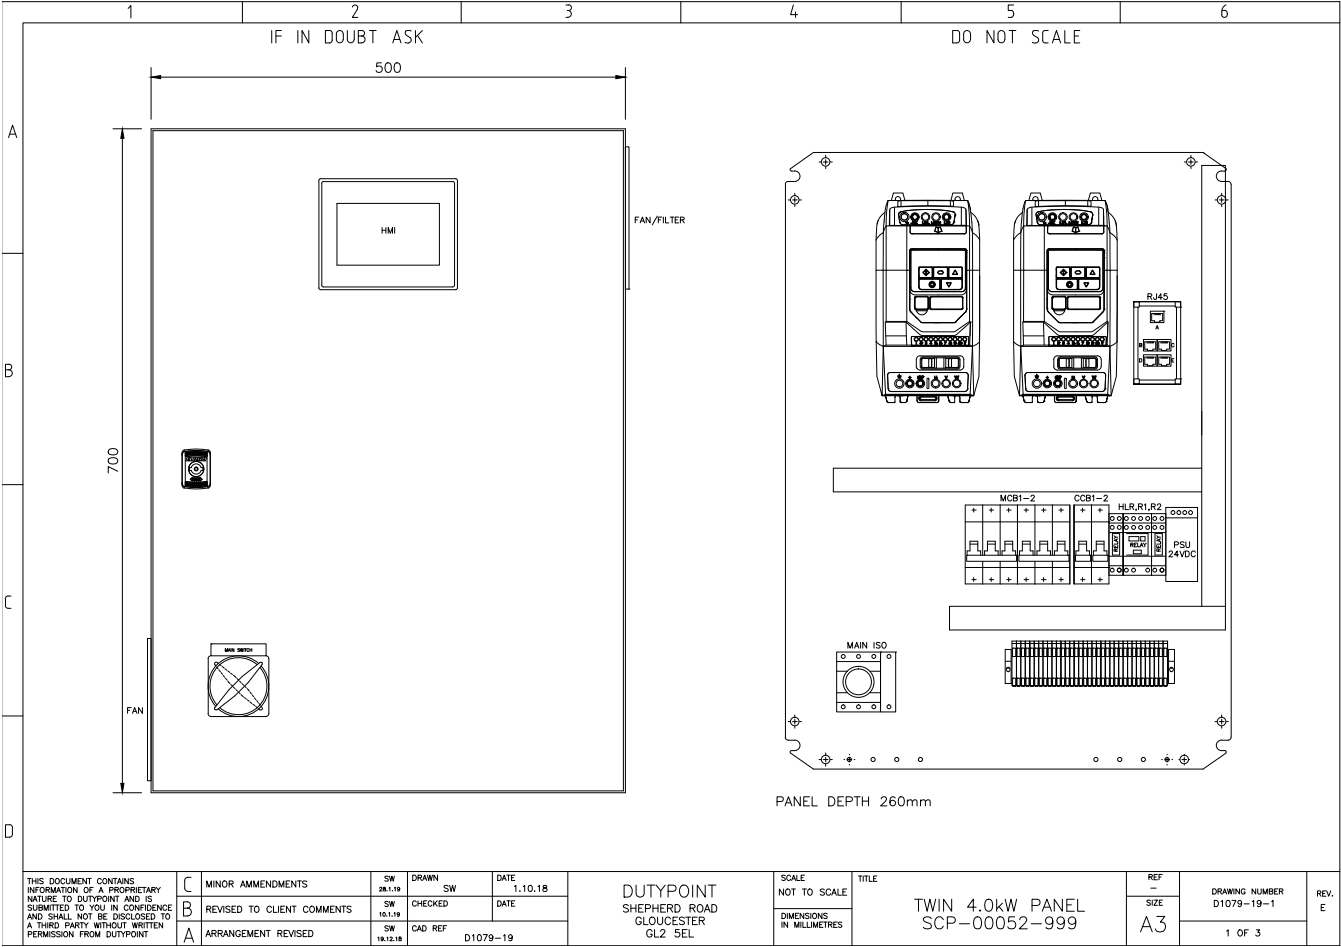 1 2 3 4 5 6
IF IN DOUBT ASK
DO NOT SCALE
500
A
FAN/FILTER
HMI
RJ45
A
B C
D E
B
700
MCB1-2
CCB1-2
HLR,R1,R2
RELAY
RELAY
RELAY
PSU
24VDC
C
MAIN SWITCH
MAIN ISO
FAN
PANEL DEPTH 260mm
D
THIS DOCUMENT CONTAINS
INFORMATION OF A PROPRIETARY
NATURE TO DUTYPOINT AND IS
SUBMITTED TO YOU IN CONFIDENCE
AND SHALL NOT BE DISCLOSED TO
A THIRD PARTY WITHOUT WRITTEN
PERMISSION FROM DUTYPOINT
C MINOR AMMENDMENTS SW 28.1.19
B REVISED TO CLIENT COMMENTS SW 10.1.19
A ARRANGEMENT REVISED SW 19.12.18
DRAWN SW
DATE 1.10.18
CHECKED
DATE
CAD REF D1079-19
DUTYPOINT
SHEPHERD ROAD
GLOUCESTER
GL2 5EL
SCALE
NOT TO SCALE
DIMENSIONS
IN MILLIMETRES
TITLE
TWIN 4.0kW PANEL
SCP-00052-999
REF
-
SIZE
A3
DRAWING NUMBER
D1079-19-1
1 OF 3
REV.
E